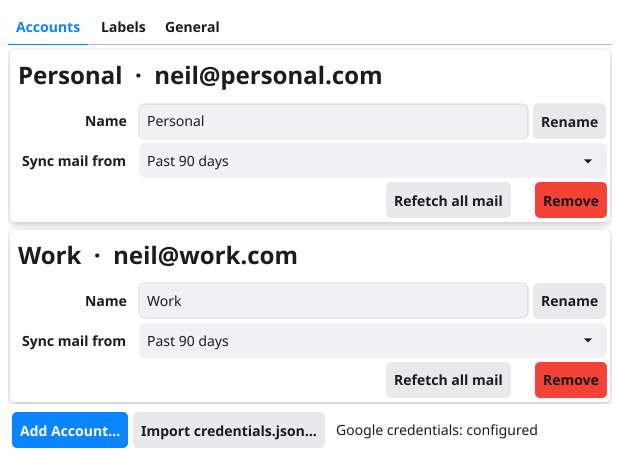 Accounts Labels General
Personal · neil@personal.com
Name Personal Rename
Sync mail from Past 90 days
Refetch all mail Remove
Work · neil@work.com
Name Work Rename
Sync mail from Past 90 days
Refetch all mail Remove
Add Account... Import credentials.json... Google credentials: configured